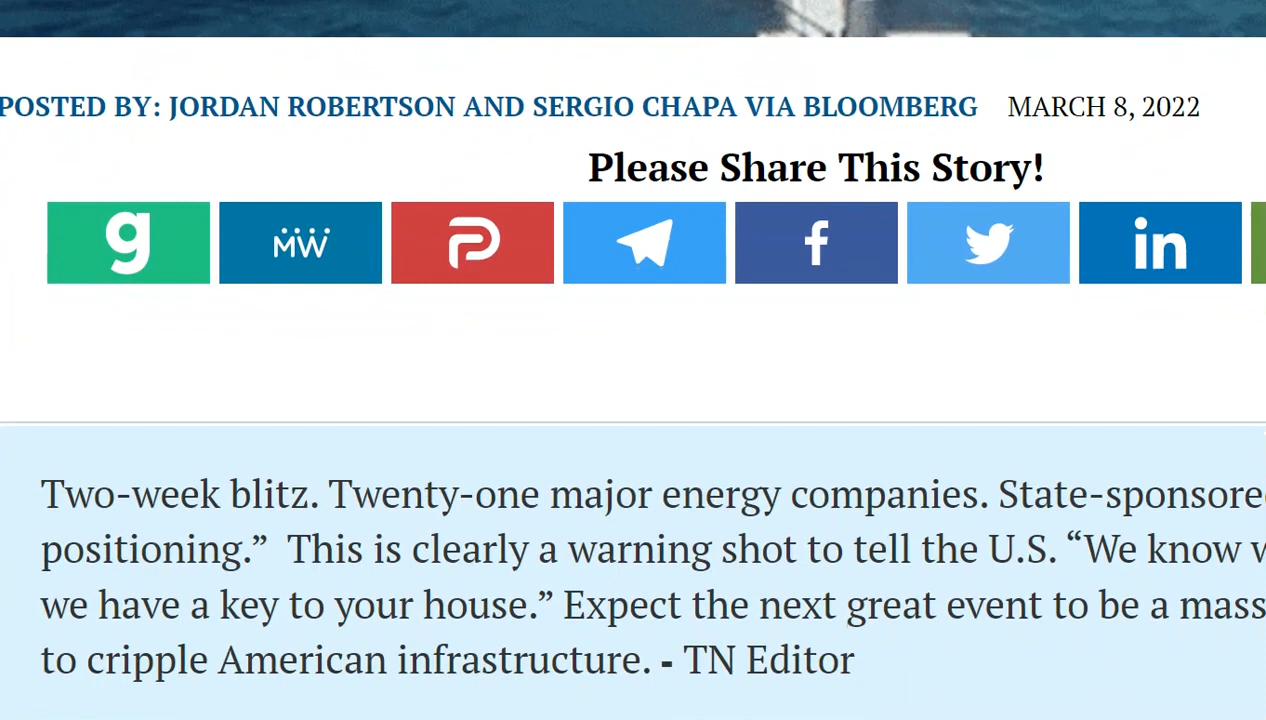 POSTED BY: JORDAN ROBERTSON AND SERGIO CHAPA VIA BLOOMBERG MARCH 8, 2022
Please Share This Story!
g MW P f in
Two-week blitz. Twenty-one major energy companies. State-sponsored
positioning.” This is clearly a warning shot to tell the U.S. “We know
we have a key to your house.” Expect the next great event to be a mass
to cripple American infrastructure. - TN Editor